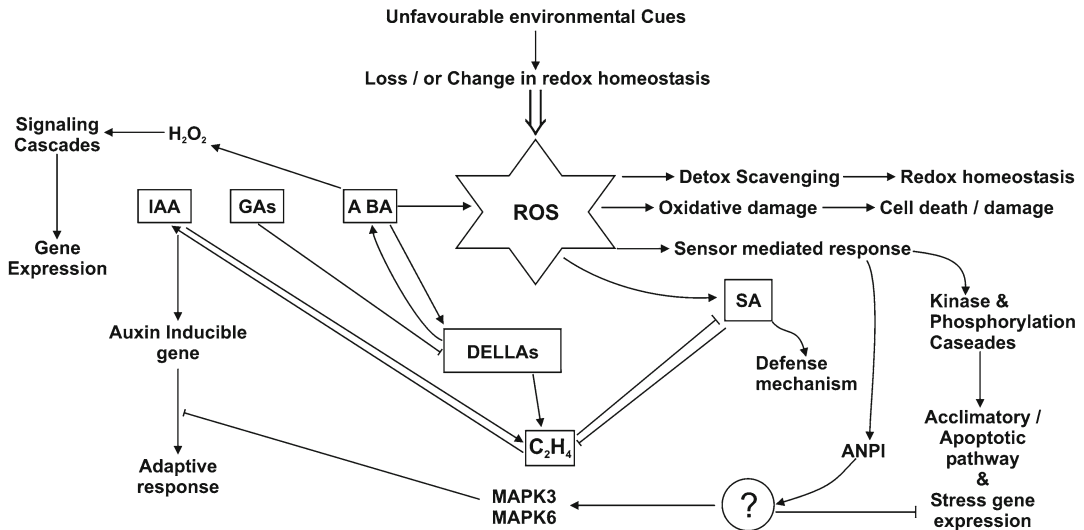 Unfavourable environmental Cues
Loss / or Change in redox homeostasis
Signaling
Cascades
H₂O₂
Gene
Expression
IAA
GAs
A BA
ROS
Detox Scavenging
Redox homeostasis
Oxidative damage
Cell death / damage
Sensor mediated response
SA
Kinase &
Phosphorylation
Caseades
Auxin Inducible
gene
DELLAs
Defense
mechanism
C₂H₄
Acclimatory /
Apoptotic
pathway
&
Stress gene
expression
ANPI
Adaptive
response
MAPK3
MAPK6
?